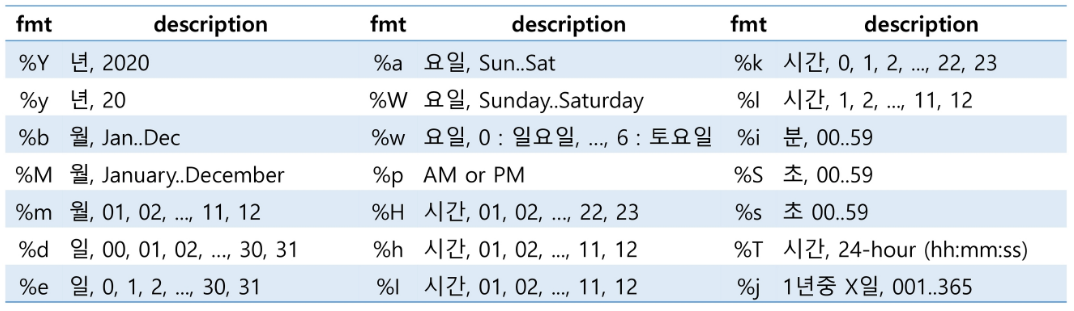 fmt description fmt description fmt description
%Y 년, 2020 %a 요일, Sun..Sat %k 시간, 0, 1, 2, ..., 22, 23
%y 년, 20 %W 요일, Sunday..Saturday %l 시간, 1, 2, ..., 11, 12
%b 월, Jan..Dec %w 요일, 0 : 일요일, ..., 6 : 토요일 %i 분, 00..59
%M 월, January..December %p AM or PM %S 초, 00..59
%m 월, 01, 02, ..., 11, 12 %H 시간, 01, 02, ..., 22, 23 %s 초 00..59
%d 일, 00, 01, 02, ..., 30, 31 %h 시간, 01, 02, ..., 11, 12 %T 시간, 24-hour (hh:mm:ss)
%e 일, 0, 1, 2, ..., 30, 31 %I 시간, 01, 02, ..., 11, 12 %j 1년중 X일, 001..365